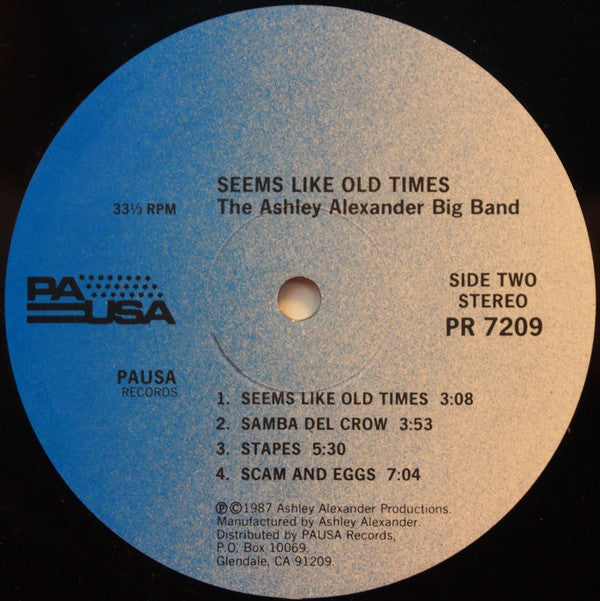 SEEMS LIKE OLD TIMES
33⅓ RPM The Ashley Alexander Big Band
PAUSA
SIDE TWO
STEREO
PR 7209
PAUSA
RECORDS
1. SEEMS LIKE OLD TIMES 3:08
2. SAMBA DEL CROW 3:53
3. STAPES 5:30
4. SCAM AND EGGS 7:04
℗©1987 Ashley Alexander Productions.
Manufactured by Ashley Alexander.
Distributed by PAUSA Records,
P.O. Box 10069,
Glendale, CA 91209